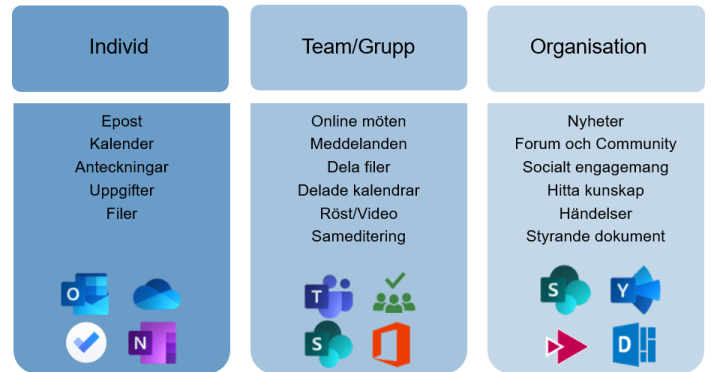 Individ
Epost
Kalender
Anteckningar
Uppgifter
Filer
O
N
Team/Grupp
Online möten
Meddelanden
Dela filer
Delade kalendrar
Röst/Video
Sameditering
T
S
Organisation
Nyheter
Forum och Community
Socialt engagemang
Hitta kunskap
Händelser
Styrande dokument
S
Y
D